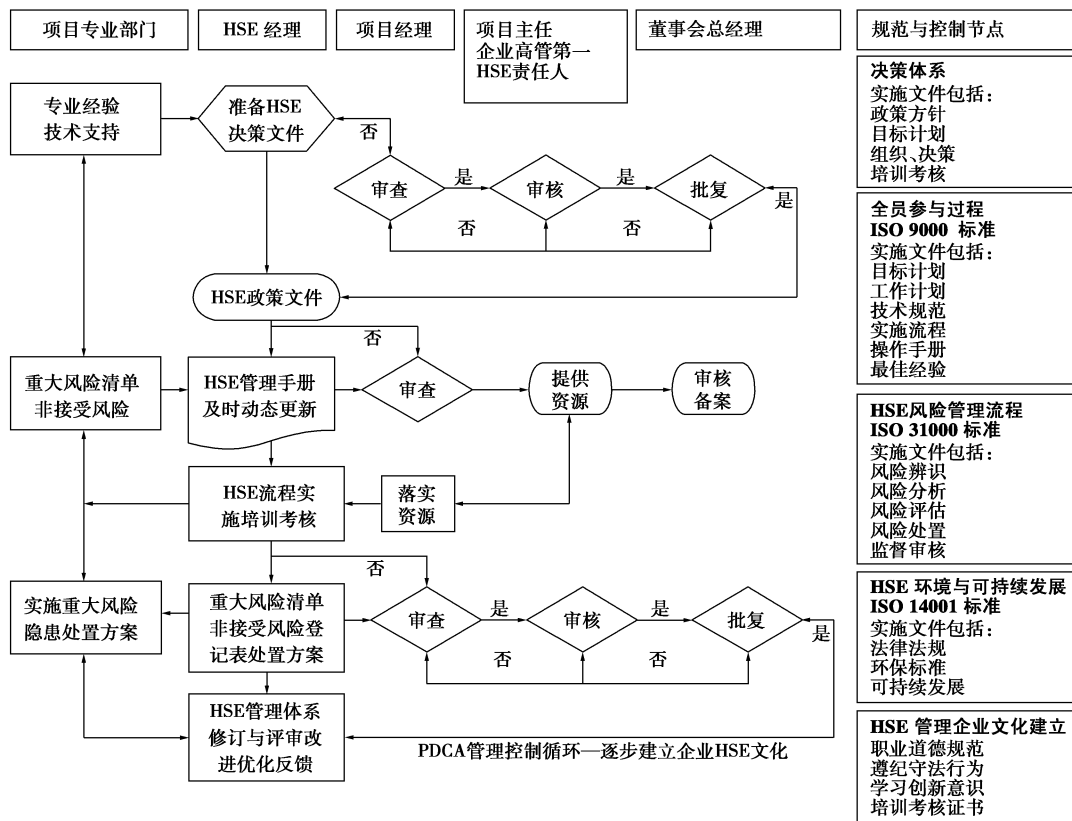 项目专业部门
HSE 经理
项目经理
项目主任
企业高管第一
HSE责任人
董事会总经理
规范与控制节点
专业经验
技术支持
准备HSE
决策文件
否
审查
是
审核
是
批复
是
否
否
HSE政策文件
否
重大风险清单
非接受风险
HSE管理手册
及时动态更新
审查
提供
资源
审核
备案
HSE流程实
施培训考核
落实
资源
否
实施重大风险
隐患处置方案
重大风险清单
非接受风险登
记表处置方案
审查
是
审核
是
批复
是
否
否
HSE管理体系
修订与评审改
进优化反馈
PDCA管理控制循环—逐步建立企业HSE文化
决策体系
实施文件包括：
政策方针
目标计划
组织、决策
培训考核
全员参与过程
ISO 9000 标准
实施文件包括：
目标计划
工作计划
技术规范
实施流程
操作手册
最佳经验
HSE风险管理流程
ISO 31000 标准
实施文件包括：
风险辨识
风险分析
风险评估
风险处置
监督审核
HSE 环境与可持续发展
ISO 14001 标准
实施文件包括：
法律法规
环保标准
可持续发展
HSE 管理企业文化建立
职业道德规范
遵纪守法行为
学习创新意识
培训考核证书